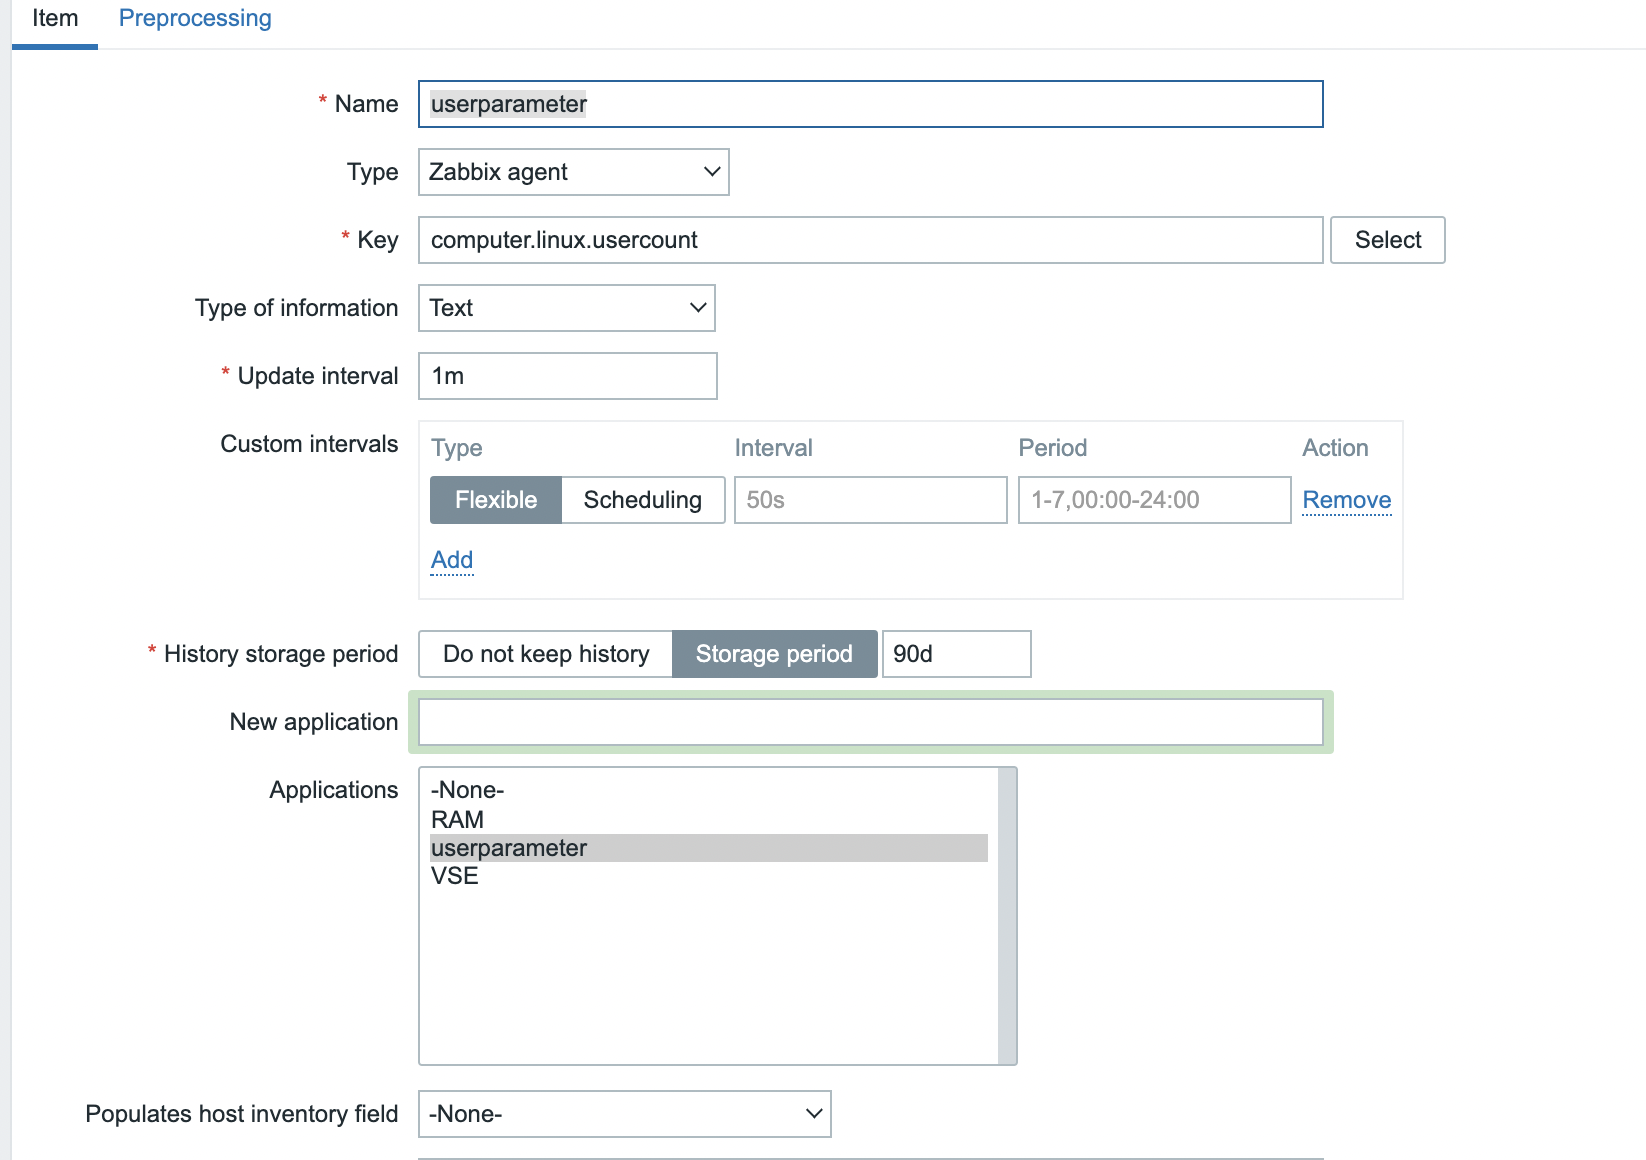 Item Preprocessing
* Name userparameter
Type Zabbix agent
* Key computer.linux.usercount Select
Type of information Text
* Update interval 1m
Custom intervals Type Interval Period Action
Flexible Scheduling 50s 1-7,00:00-24:00 Remove
Add
* History storage period Do not keep history Storage period 90d
New application
Applications -None-
RAM
userparameter
VSE
Populates host inventory field -None-